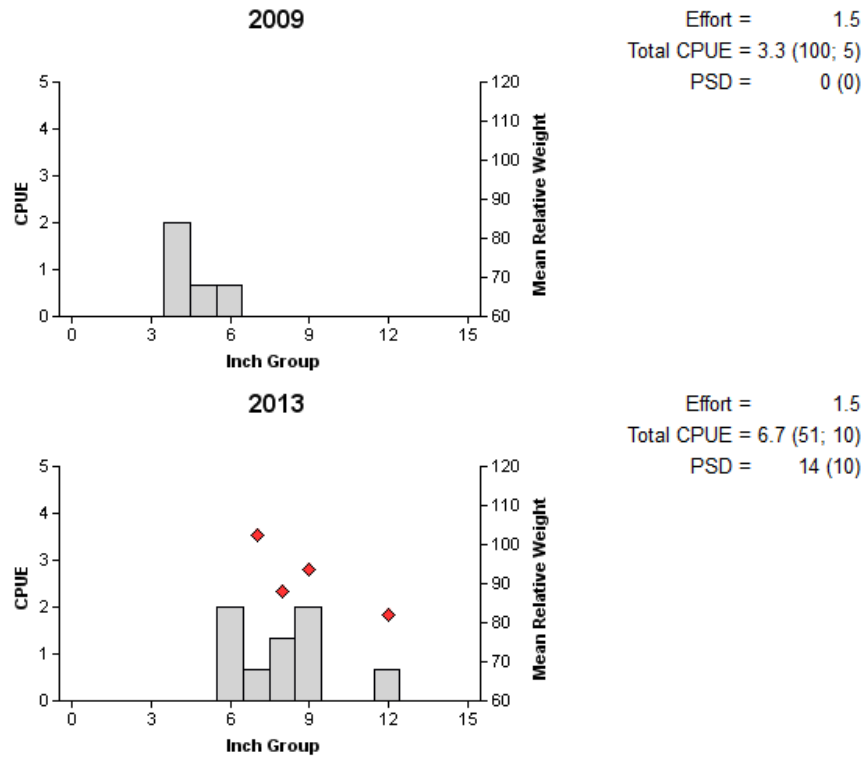 2009
Effort = 1.5
Total CPUE = 3.3 (100; 5)
PSD = 0 (0)
5
4
3
2
1
0
CPUE
120
110
100
90
80
70
60
Mean Relative Weight
0 3 6 9 12 15
Inch Group
2013
Effort = 1.5
Total CPUE = 6.7 (51; 10)
PSD = 14 (10)
5
4
3
2
1
0
CPUE
120
110
100
90
80
70
60
Mean Relative Weight
0 3 6 9 12 15
Inch Group